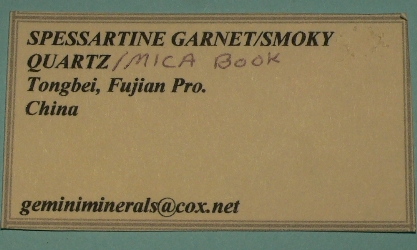 SPESSARTINE GARNET/SMOKY
QUARTZ/MICA BOOK
Tongbei, Fujian Pro.
China
geminiminerals@cox.net